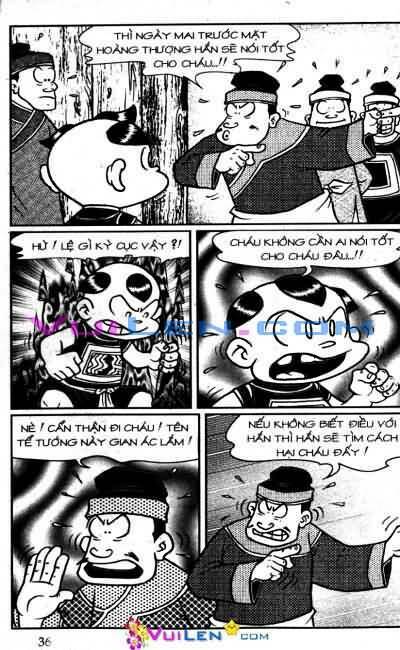 THÌ NGÀY MAI TRƯỚC MẶT
HOÀNG THƯỢNG HẮN SẼ NÓI TỐT
CHO CHÁU...!!
HỨ! LỆ GÌ KỲ CỤC VẬY ?!
CHÁU KHÔNG CẦN AI NÓI TỐT
CHO CHÁU ĐÂU...!!
VUILEN.COM
NÈ! CẨN THẬN ĐI CHÁU! TÊN
TỂ TƯỚNG NÀY GIAN ÁC LẮM!
NẾU KHÔNG BIẾT ĐIỀU VỚI
HẮN THÌ HẮN SẼ TÌM CÁCH
HẠI CHÁU ĐẤY!
36
VUILEN.COM